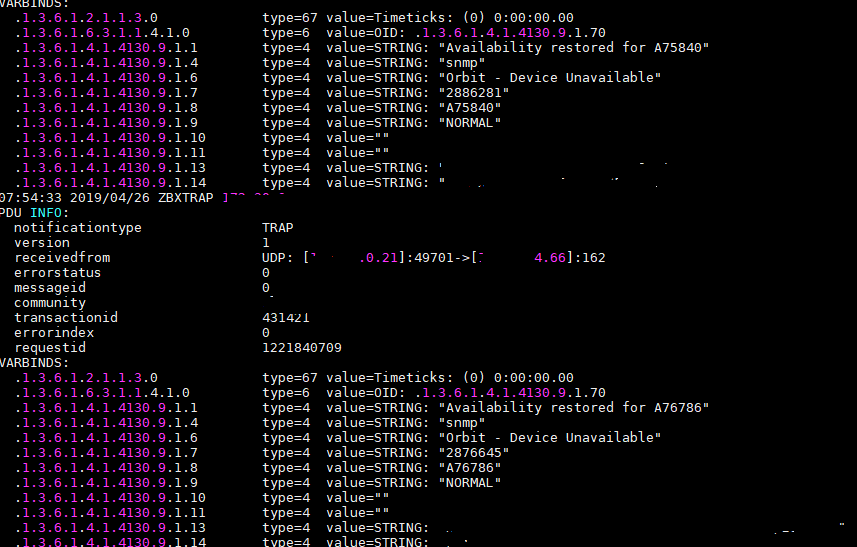 VARBINDS:
.1.3.6.1.2.1.1.3.0 type=67 value=Timeticks: (0) 0:00:00.00
.1.3.6.1.6.3.1.1.4.1.0 type=6 value=OID: .1.3.6.1.4.1.4130.9.1.70
.1.3.6.1.4.1.4130.9.1.1 type=4 value=STRING: "Availability restored for A75840"
.1.3.6.1.4.1.4130.9.1.4 type=4 value=STRING: "snmp"
.1.3.6.1.4.1.4130.9.1.6 type=4 value=STRING: "Orbit - Device Unavailable"
.1.3.6.1.4.1.4130.9.1.7 type=4 value=STRING: "2886281"
.1.3.6.1.4.1.4130.9.1.8 type=4 value=STRING: "A75840"
.1.3.6.1.4.1.4130.9.1.9 type=4 value=STRING: "NORMAL"
.1.3.6.1.4.1.4130.9.1.10 type=4 value=""
.1.3.6.1.4.1.4130.9.1.11 type=4 value=""
.1.3.6.1.4.1.4130.9.1.13 type=4 value=STRING:
.1.3.6.1.4.1.4130.9.1.14 type=4 value=STRING: "
07:54:33 2019/04/26 ZBXTRAP
PDU INFO:
notificationtype TRAP
version 1
receivedfrom UDP: [ .0.21]:49701->[ 4.66]:162
errorstatus 0
messageid 0
community
transactionid 431421
errorindex 0
requestid 1221840709
VARBINDS:
.1.3.6.1.2.1.1.3.0 type=67 value=Timeticks: (0) 0:00:00.00
.1.3.6.1.6.3.1.1.4.1.0 type=6 value=OID: .1.3.6.1.4.1.4130.9.1.70
.1.3.6.1.4.1.4130.9.1.1 type=4 value=STRING: "Availability restored for A76786"
.1.3.6.1.4.1.4130.9.1.4 type=4 value=STRING: "snmp"
.1.3.6.1.4.1.4130.9.1.6 type=4 value=STRING: "Orbit - Device Unavailable"
.1.3.6.1.4.1.4130.9.1.7 type=4 value=STRING: "2876645"
.1.3.6.1.4.1.4130.9.1.8 type=4 value=STRING: "A76786"
.1.3.6.1.4.1.4130.9.1.9 type=4 value=STRING: "NORMAL"
.1.3.6.1.4.1.4130.9.1.10 type=4 value=""
.1.3.6.1.4.1.4130.9.1.11 type=4 value=""
.1.3.6.1.4.1.4130.9.1.13 type=4 value=STRING:
.1.3.6.1.4.1.4130.9.1.14 type=4 value=STRING: